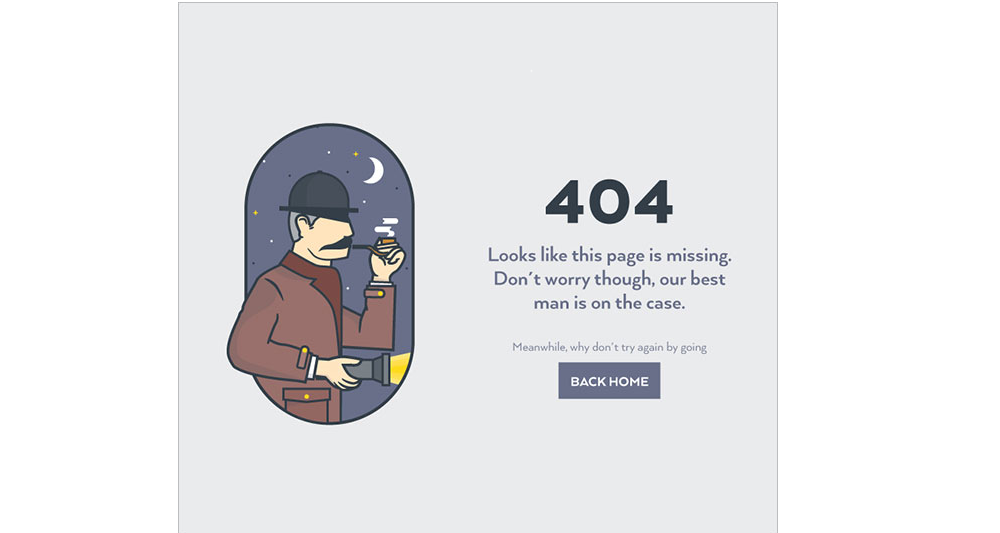 404
Looks like this page is missing.
Don't worry though, our best
man is on the case.
Meanwhile, why don't try again by going
BACK HOME